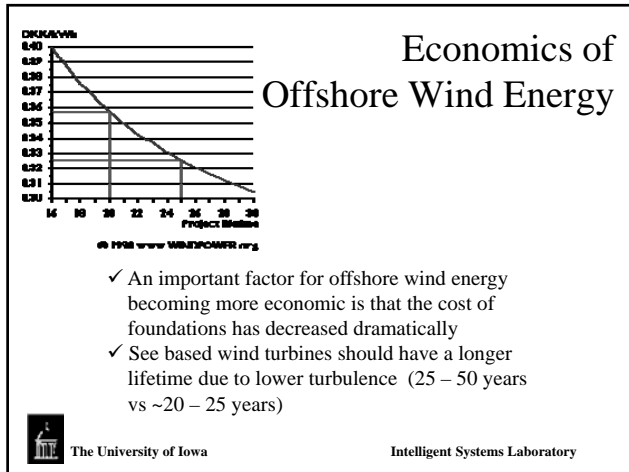 DKK/kWh
0.40
0.39
0.38
0.37
0.36
0.35
0.34
0.33
0.32
0.31
0.30
16 18 20 22 24 26 28 30
Project lifetime
© 1998 www.WINDPOWER.org
Economics of
Offshore Wind Energy
✓ An important factor for offshore wind energy
becoming more economic is that the cost of
foundations has decreased dramatically
✓ See based wind turbines should have a longer
lifetime due to lower turbulence (25 – 50 years
vs ~20 – 25 years)
The University of Iowa
Intelligent Systems Laboratory